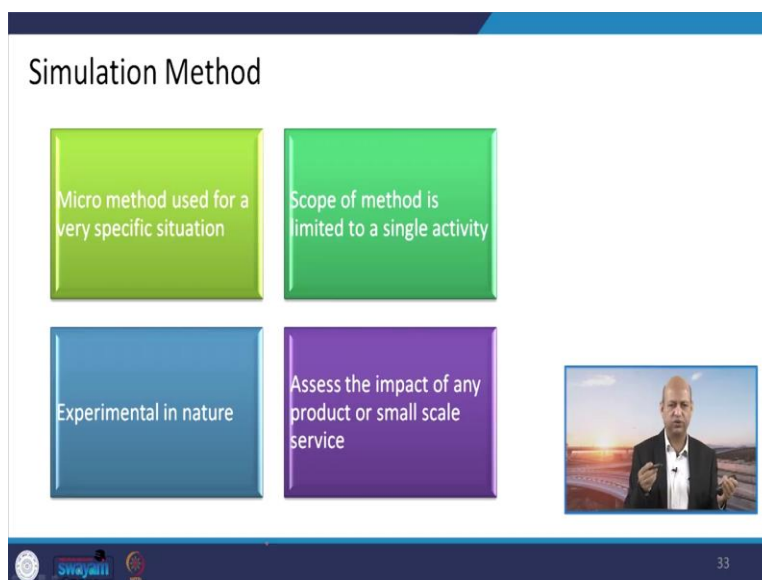 Simulation Method
Micro method used for a
very specific situation
Scope of method is
limited to a single activity
Experimental in nature
Assess the impact of any
product or small scale
service
swayam
33